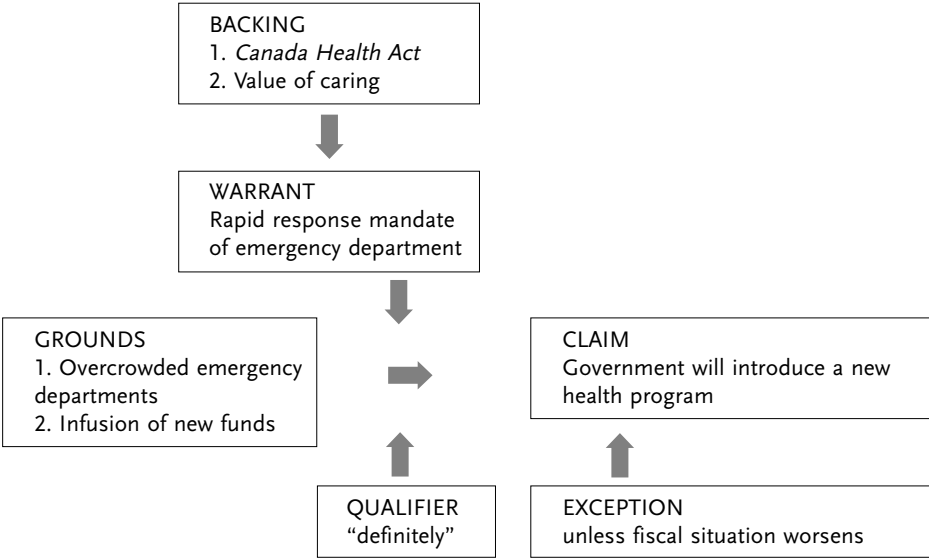 BACKING
1. Canada Health Act
2. Value of caring
WARRANT
Rapid response mandate
of emergency department
GROUNDS
1. Overcrowded emergency
departments
2. Infusion of new funds
CLAIM
Government will introduce a new
health program
QUALIFIER
“definitely”
EXCEPTION
unless fiscal situation worsens